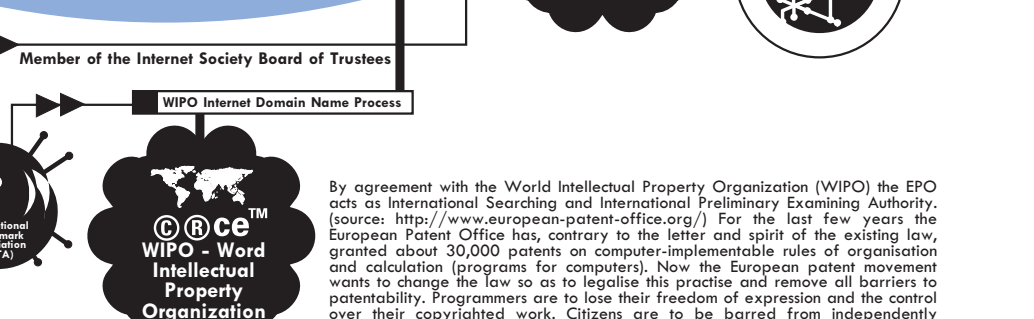 Member of the Internet Society Board of Trustees
WIPO Internet Domain Name Process
©®ce™
WIPO - Word
Intellectual
Property
Organization
By agreement with the World Intellectual Property Organization (WIPO) the EPO
acts as International Searching and International Preliminary Examining Authority.
(source: http://www.european-patent-office.org/) For the last few years the
European Patent Office has, contrary to the letter and spirit of the existing law,
granted about 30,000 patents on computer-implementable rules of organisation
and calculation (programs for computers). Now the European patent movement
wants to change the law so as to legalise this practise and remove all barriers to
patentability. Programmers are to lose their freedom of expression and the control
over their copyrighted work. Citizens are to be barred from independently